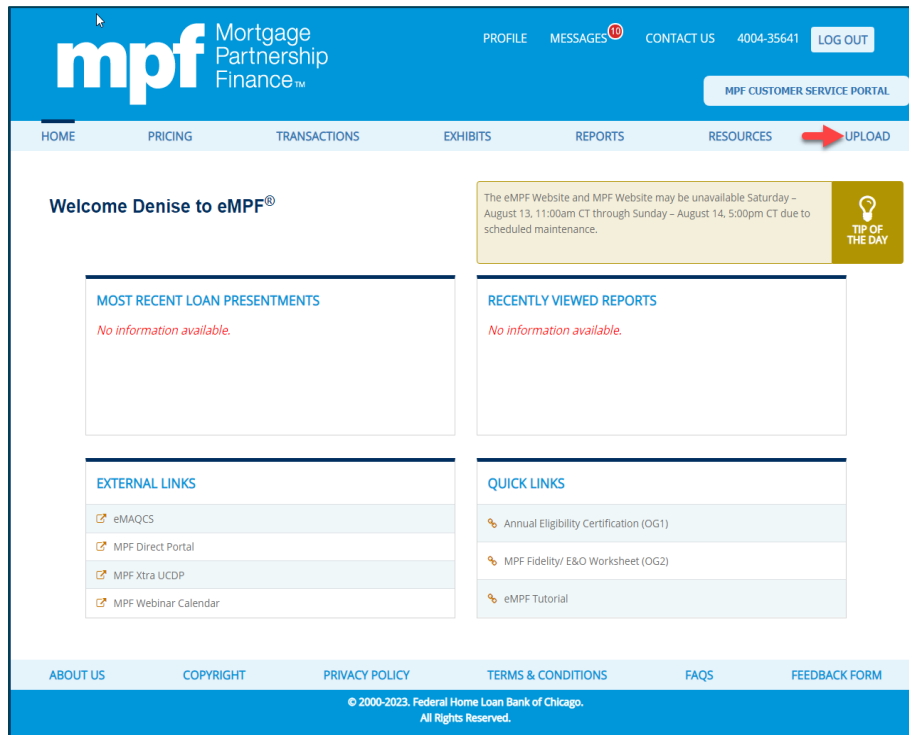 mpf Mortgage
Partnership
Finance™
PROFILE MESSAGES 10 CONTACT US 4004-35641 LOG OUT
MPF CUSTOMER SERVICE PORTAL
HOME PRICING TRANSACTIONS EXHIBITS REPORTS RESOURCES UPLOAD
Welcome Denise to eMPF®
The eMPF Website and MPF Website may be unavailable Saturday –
August 13, 11:00am CT through Sunday – August 14, 5:00pm CT due to
scheduled maintenance.
TIP OF
THE DAY
MOST RECENT LOAN PRESENTMENTS
No information available.
RECENTLY VIEWED REPORTS
No information available.
EXTERNAL LINKS
eMAQCS
MPF Direct Portal
MPF Xtra UCDP
MPF Webinar Calendar
QUICK LINKS
Annual Eligibility Certification (OG1)
MPF Fidelity/ E&O Worksheet (OG2)
eMPF Tutorial
ABOUT US COPYRIGHT PRIVACY POLICY TERMS & CONDITIONS FAQS FEEDBACK FORM
© 2000-2023. Federal Home Loan Bank of Chicago.
All Rights Reserved.